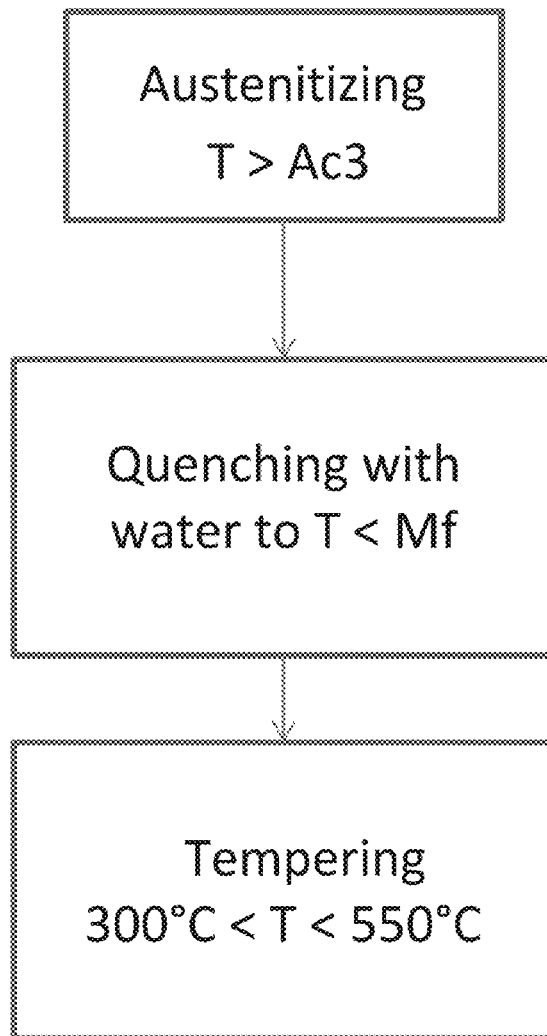 Austenitizing
T > Ac3
Quenching with
water to T < Mf
Tempering
300°C < T < 550°C